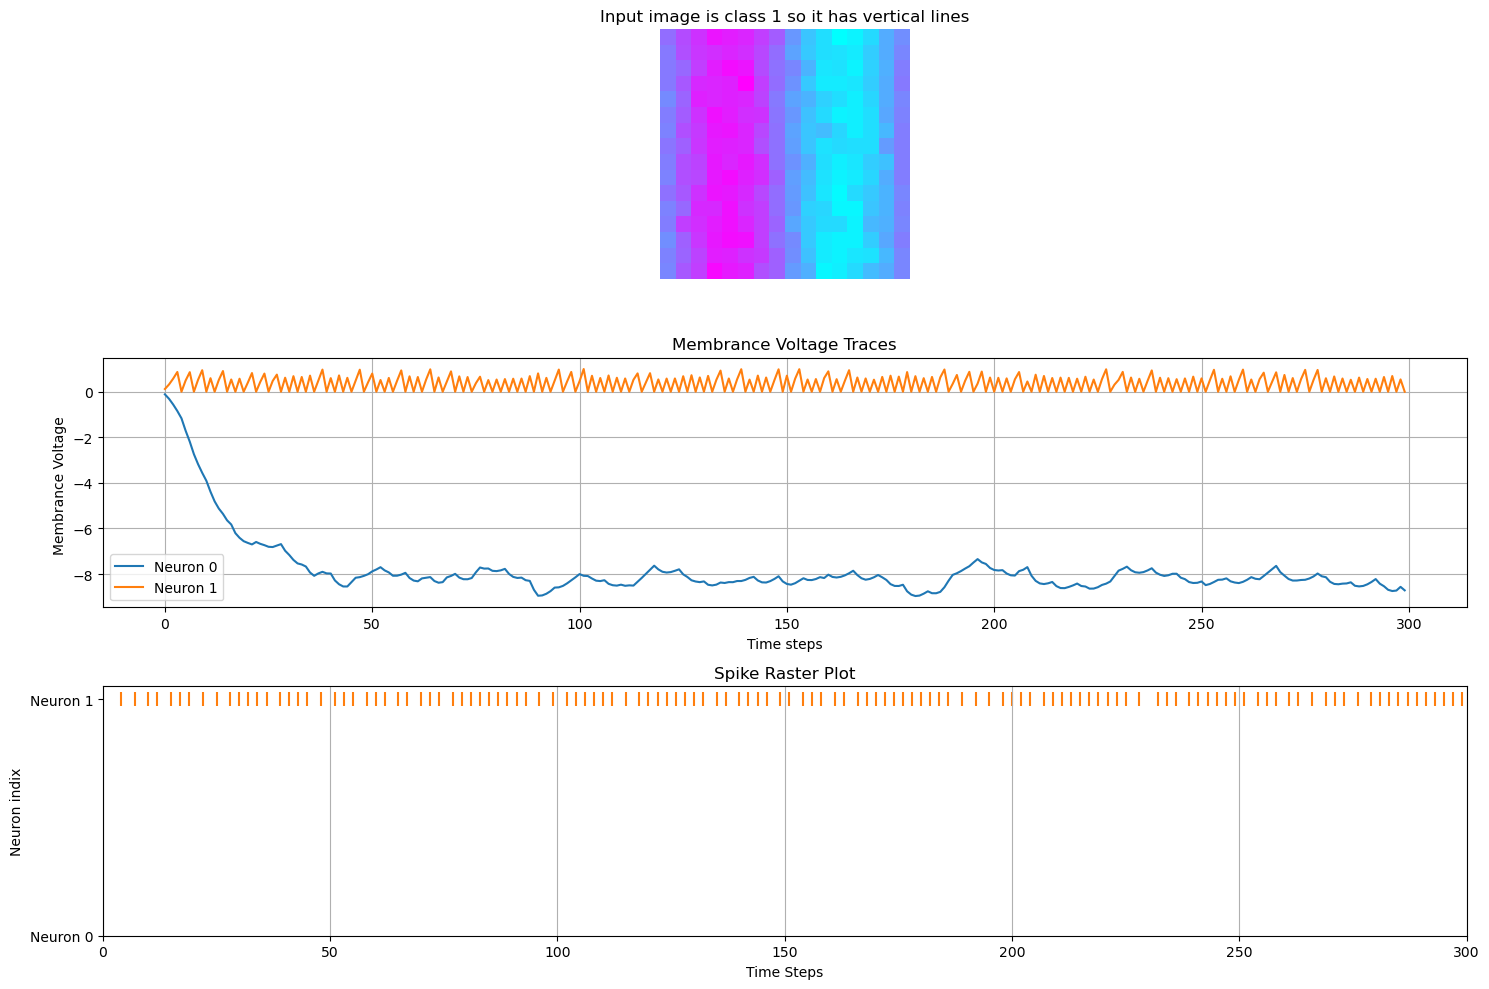 Input image is class 1 so it has vertical lines
Membrance Voltage Traces
Membrance Voltage
0
−2
−4
−6
−8
Neuron 0
Neuron 1
0 50 100 150 200 250 300
Time steps
Spike Raster Plot
Neuron indix
Neuron 1
Neuron 0
0 50 100 150 200 250 300
Time Steps